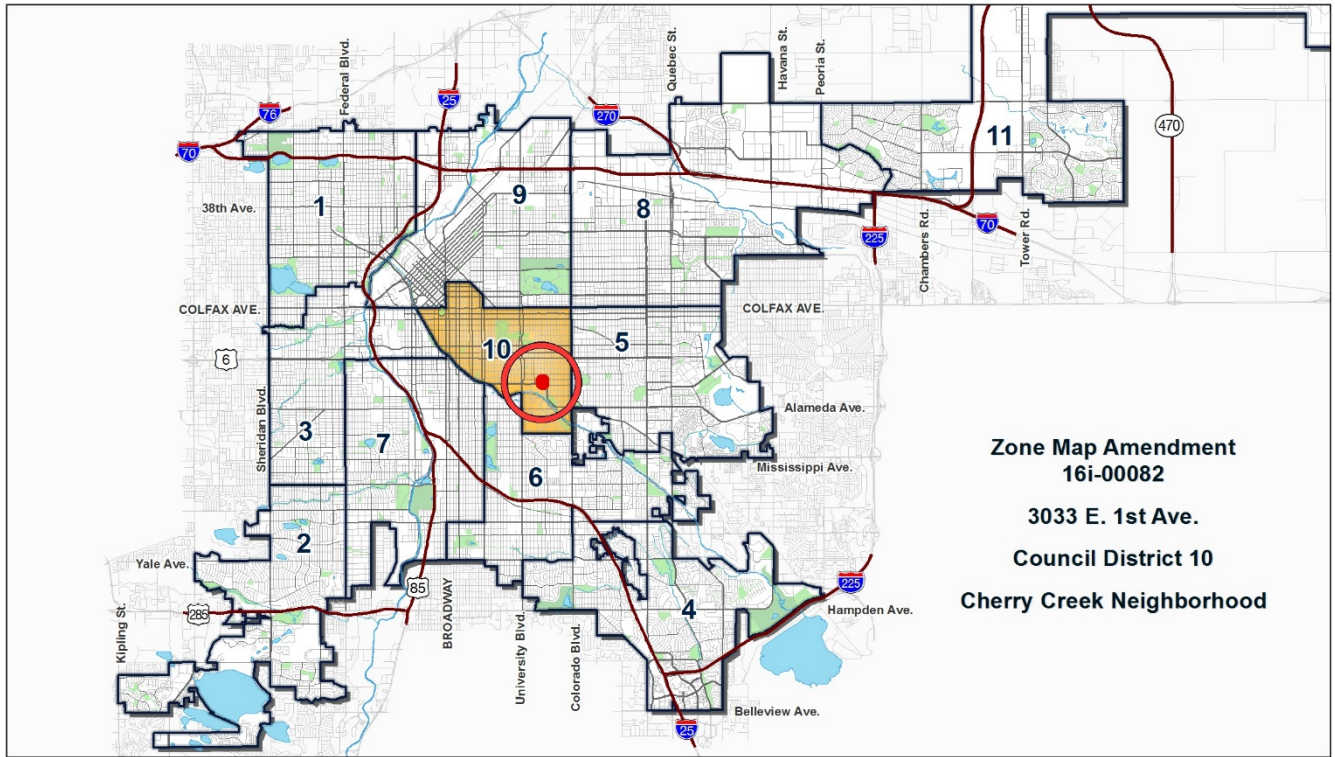 Federal Blvd.
Quebec St.
Havana St.
Peoria St.
76
25
270
70
470
11
9
1
38th Ave.
8
225
Chambers Rd.
70
Tower Rd.
COLFAX AVE.
COLFAX AVE.
10
5
6
Sheridan Blvd.
Alameda Ave.
3
7
Mississippi Ave.
6
2
Yale Ave.
85
BROADWAY
University Blvd.
Colorado Blvd.
225
Hampden Ave.
Kipling St.
285
4
Belleview Ave.
25
Zone Map Amendment
16i-00082
3033 E. 1st Ave.
Council District 10
Cherry Creek Neighborhood